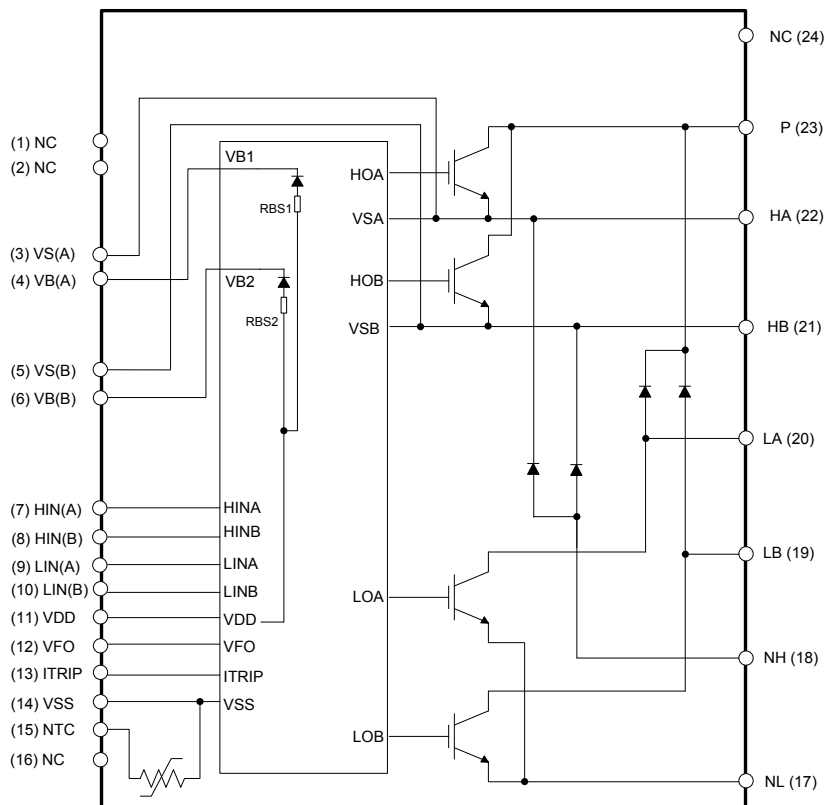 NC (24)
P (23)
HA (22)
HB (21)
LA (20)
LB (19)
NH (18)
NL (17)
(1) NC
(2) NC
(3) VS(A)
(4) VB(A)
(5) VS(B)
(6) VB(B)
(7) HIN(A)
(8) HIN(B)
(9) LIN(A)
(10) LIN(B)
(11) VDD
(12) VFO
(13) ITRIP
(14) VSS
(15) NTC
(16) NC
VB1
RBS1
VB2
RBS2
HINA
HINB
LINA
LINB
VDD
VFO
ITRIP
VSS
HOA
VSA
HOB
VSB
LOA
LOB